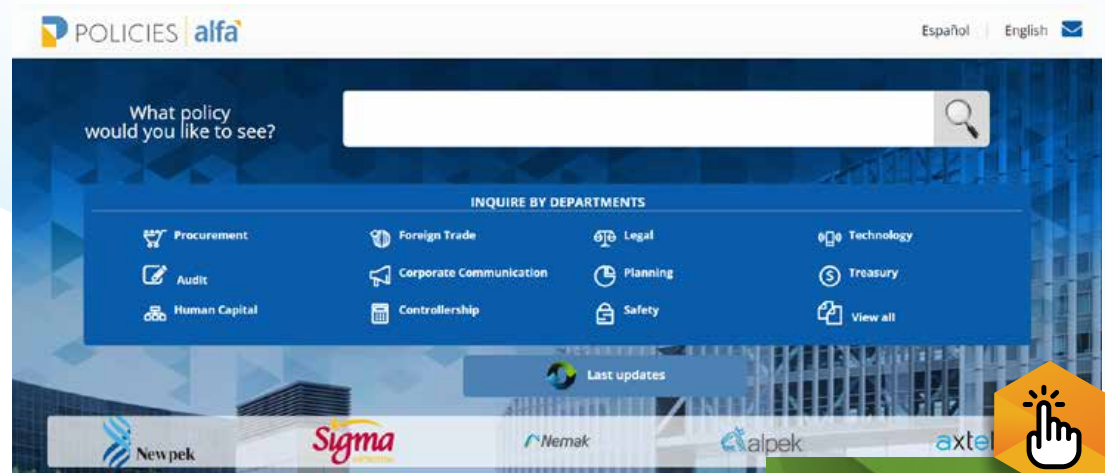 POLICIES alfa
Español English
What policy
would you like to see?
INQUIRE BY DEPARTMENTS
Procurement Foreign Trade Legal Technology
Audit Corporate Communication Planning Treasury
Human Capital Controllership Safety View all
Last updates
Newpek Sigma Nemak alpek axtel